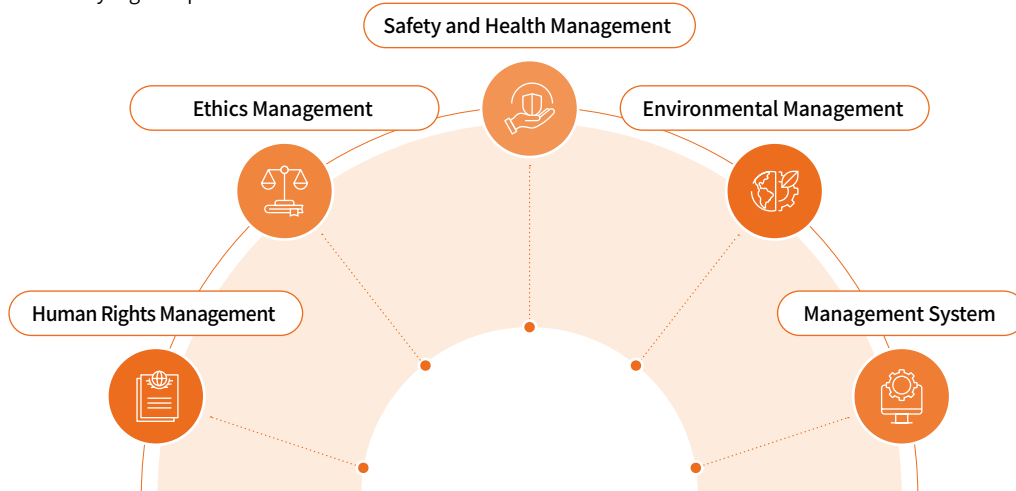 Safety and Health Management
Ethics Management
Environmental Management
Human Rights Management
Management System